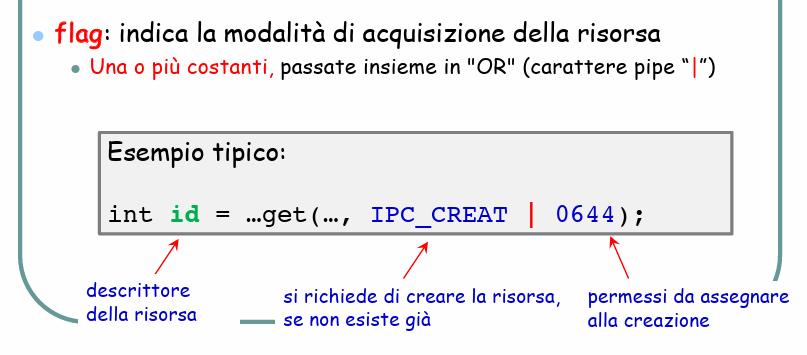 flag: indica la modalità di acquisizione della risorsa
Una o più costanti, passate insieme in "OR" (carattere pipe “|”)
Esempio tipico:
int id = …get(…, IPC_CREAT | 0644);
descrittore
della risorsa
si richiede di creare la risorsa,
se non esiste già
permessi da assegnare
alla creazione